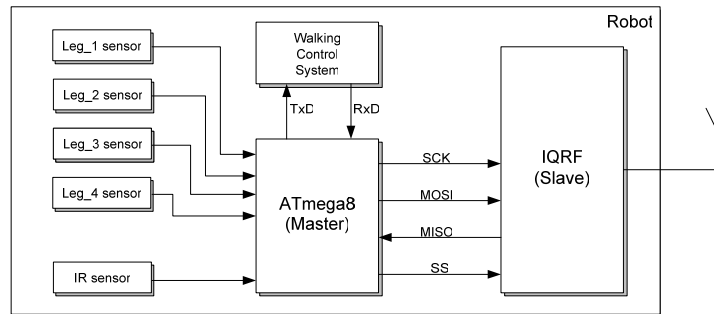 Robot
Leg_1 sensor
Leg_2 sensor
Leg_3 sensor
Leg_4 sensor
IR sensor
Walking
Control
System
TxD
RxD
ATmega8
(Master)
SCK
MOSI
MISO
SS
IQRF
(Slave)